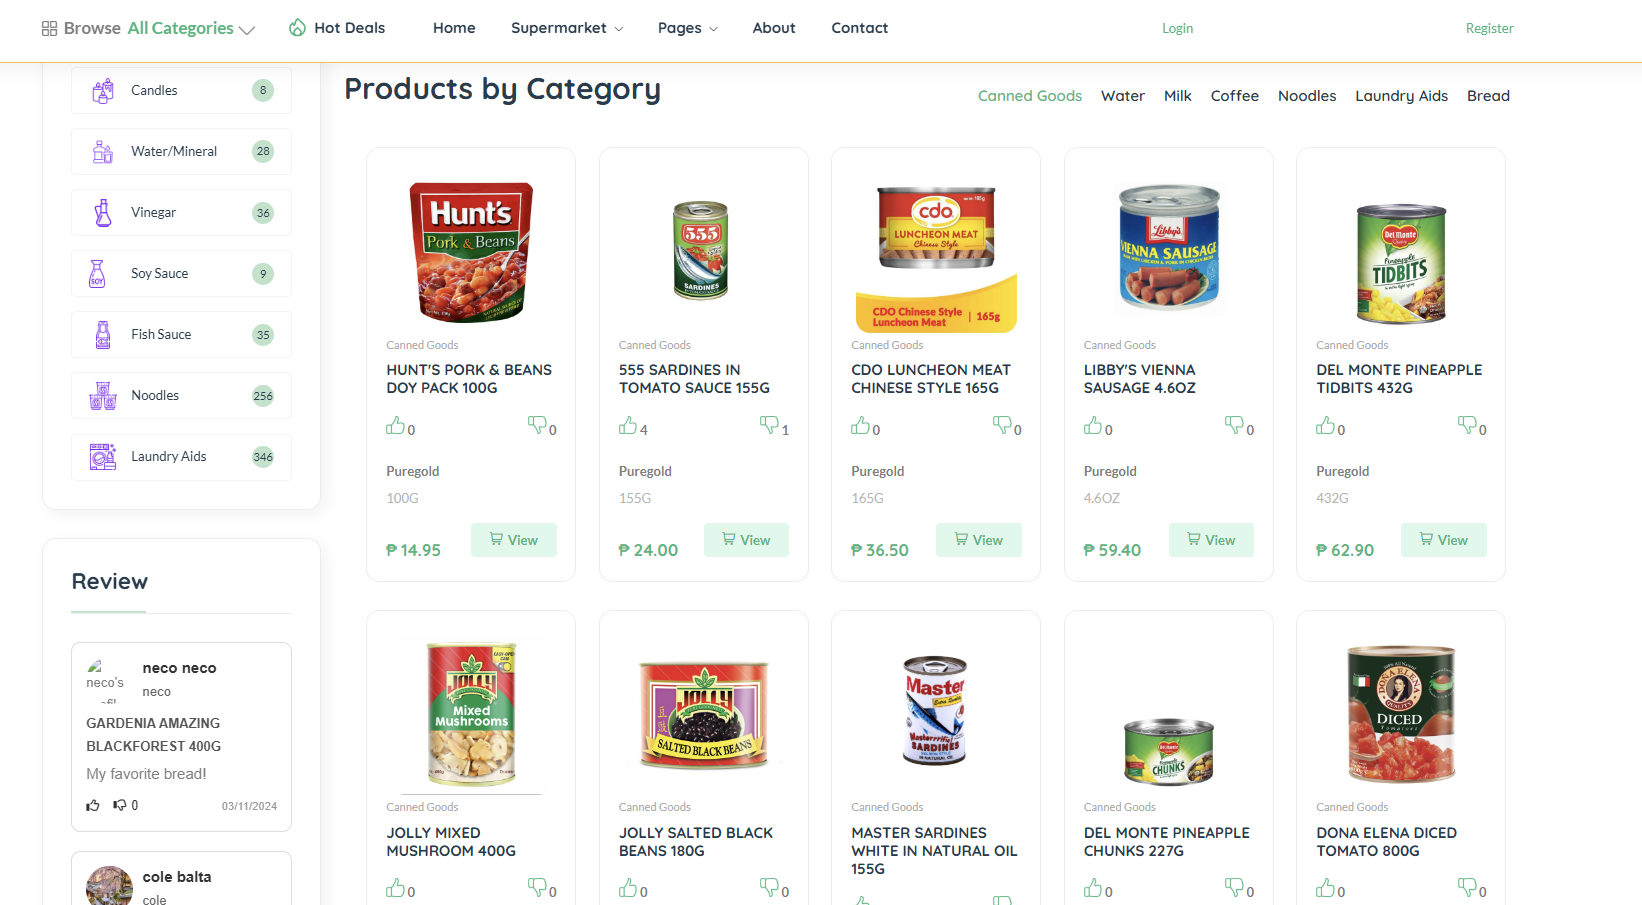 Browse All Categories
Hot Deals
Home
Supermarket
Pages
About
Contact
Login
Register
Candles 8
Water/Mineral 28
Vinegar 36
Soy Sauce 9
Fish Sauce 35
Noodles 256
Laundry Aids 346
Review
neco's
neco neco
neco
GARDENIA AMAZING
BLACKFOREST 400G
My favorite bread!
0
03/11/2024
cole balta
cole
Products by Category
Canned Goods Water Milk Coffee Noodles Laundry Aids Bread
Hunt's
Pork & Beans
Canned Goods
HUNT'S PORK & BEANS
DOY PACK 100G
0 0
Puregold
100G
₱ 14.95
View
555
SARDINES
Canned Goods
555 SARDINES IN
TOMATO SAUCE 155G
4 1
Puregold
155G
₱ 24.00
View
cdo
LUNCHEON MEAT
Chinese Style
CDO Chinese Style
Luncheon Meat | 165g
Canned Goods
CDO LUNCHEON MEAT
CHINESE STYLE 165G
0 0
Puregold
165G
₱ 36.50
View
Libby's
VIENNA SAUSAGE
Canned Goods
LIBBY'S VIENNA
SAUSAGE 4.6OZ
0 0
Puregold
4.6OZ
₱ 59.40
View
Del Monte
Pineapple
TIDBITS
Canned Goods
DEL MONTE PINEAPPLE
TIDBITS 432G
0 0
Puregold
432G
₱ 62.90
View
JOLLY
Mixed
Mushrooms
Canned Goods
JOLLY MIXED
MUSHROOM 400G
0 0
JOLLY
SALTED BLACK BEANS
Canned Goods
JOLLY SALTED BLACK
BEANS 180G
0 0
Master
SARDINES
IN NATURAL OIL
Canned Goods
MASTER SARDINES
WHITE IN NATURAL OIL
155G
Del Monte
CHUNKS
Canned Goods
DEL MONTE PINEAPPLE
CHUNKS 227G
0 0
DONA ELENA
QUALITY
DICED
Tomatoes
Canned Goods
DONA ELENA DICED
TOMATO 800G
0 0